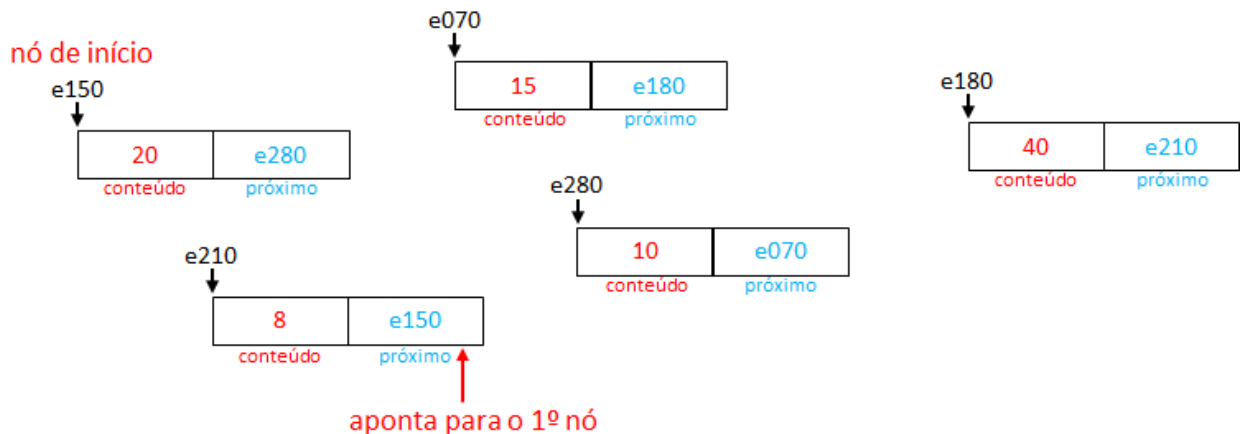 nó de início
e150
20 e280
conteúdo próximo
e070
15 e180
conteúdo próximo
e180
40 e210
conteúdo próximo
e280
10 e070
conteúdo próximo
e210
8 e150
conteúdo próximo
aponta para o 1º nó